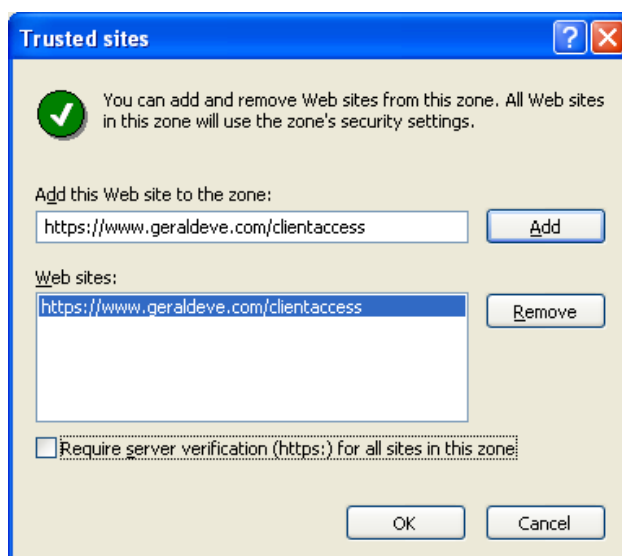 Trusted sites
You can add and remove Web sites from this zone. All Web sites
in this zone will use the zone's security settings.
Add this Web site to the zone:
https://www.geraldeve.com/clientaccess
Add
Web sites:
https://www.geraldeve.com/clientaccess
Remove
Require server verification (https:) for all sites in this zone
OK
Cancel